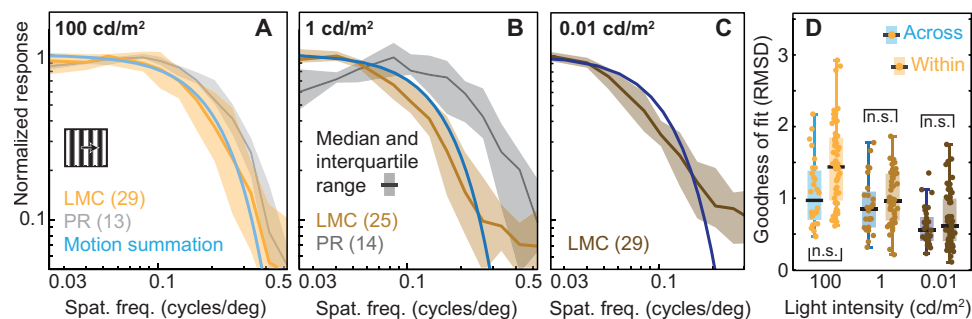 100 cd/m² A
1 cd/m² B
0.01 cd/m² C
D
Normalized response
1
0.1
LMC (29)
PR (13)
Motion summation
0.03 0.1 0.5
Spat. freq. (cycles/deg)
Median and
interquartile
range
LMC (25)
PR (14)
0.03 0.1 0.5
Spat. freq. (cycles/deg)
LMC (29)
0.03 0.1 0.5
Spat. freq. (cycles/deg)
Goodness of fit (RMSD)
3
2
1
0
Across
Within
n.s.
n.s.
n.s.
100 1 0.01
Light intensity (cd/m²)